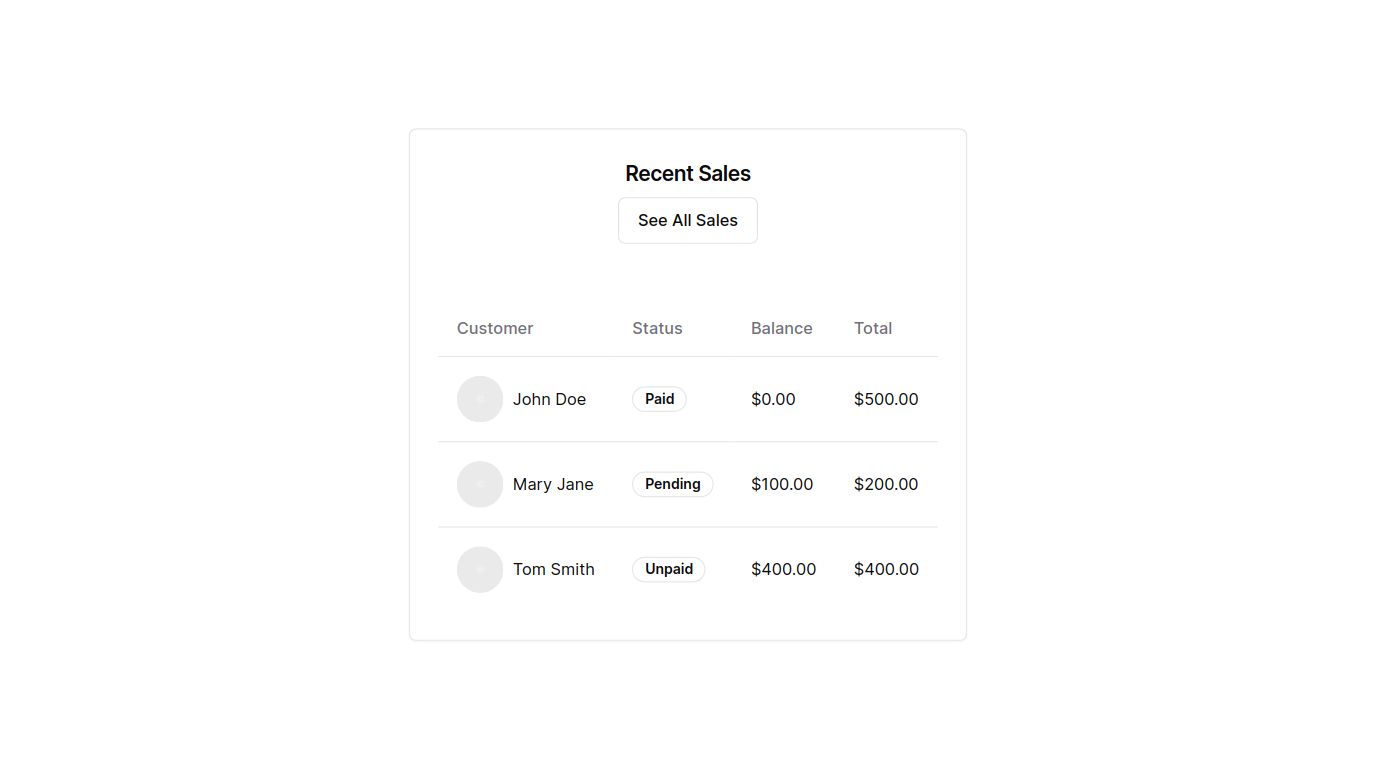 Recent Sales
See All Sales
Customer Status Balance Total
John Doe Paid $0.00 $500.00
Mary Jane Pending $100.00 $200.00
Tom Smith Unpaid $400.00 $400.00